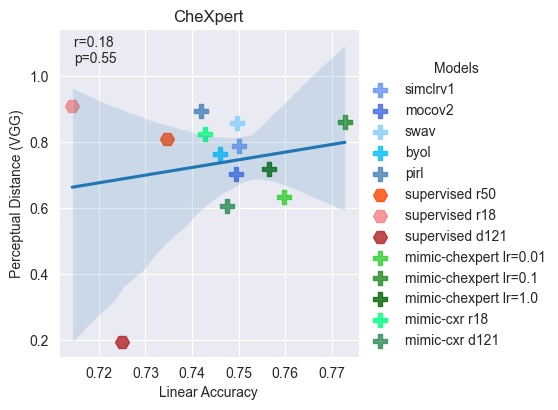 CheXpert
r=0.18
p=0.55
Perceptual Distance (VGG)
1.0
0.8
0.6
0.4
0.2
0.72 0.73 0.74 0.75 0.76 0.77
Linear Accuracy
Models
simclrv1
mocov2
swav
byol
pirl
supervised r50
supervised r18
supervised d121
mimic-chexpert lr=0.01
mimic-chexpert lr=0.1
mimic-chexpert lr=1.0
mimic-cxr r18
mimic-cxr d121